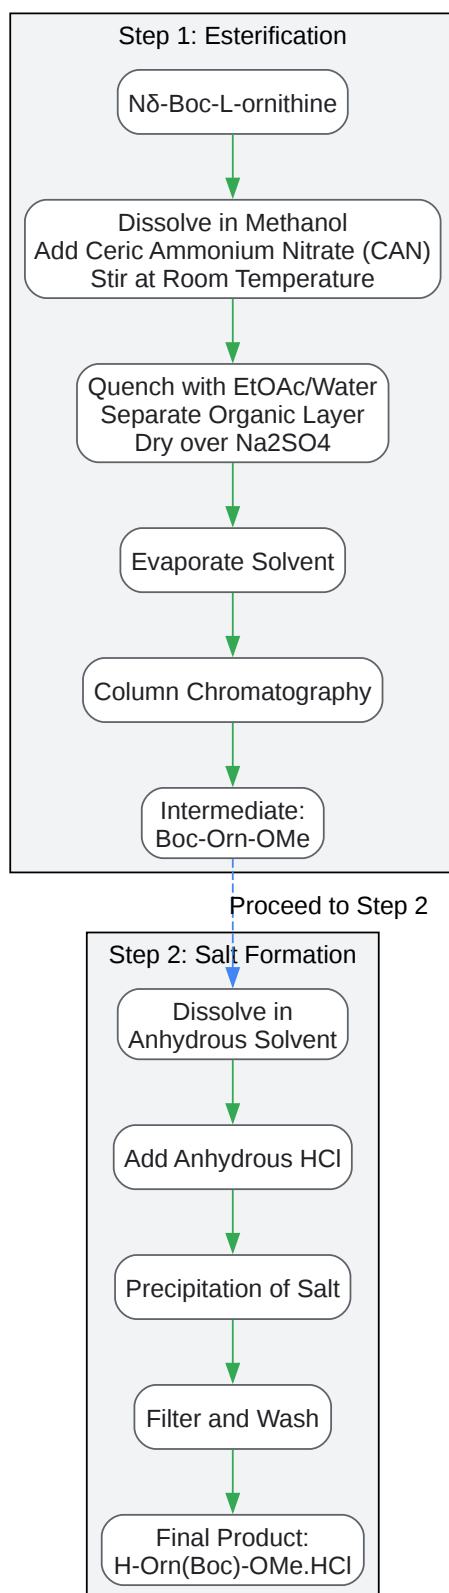 Step 1: Esterification
Nδ-Boc-L-ornithine
Dissolve in Methanol
Add Ceric Ammonium Nitrate (CAN)
Stir at Room Temperature
Quench with EtOAc/Water
Separate Organic Layer
Dry over Na2SO4
Evaporate Solvent
Column Chromatography
Intermediate:
Boc-Orn-OMe
Proceed to Step 2
Step 2: Salt Formation
Dissolve in
Anhydrous Solvent
Add Anhydrous HCl
Precipitation of Salt
Filter and Wash
Final Product:
H-Orn(Boc)-OMe.HCl